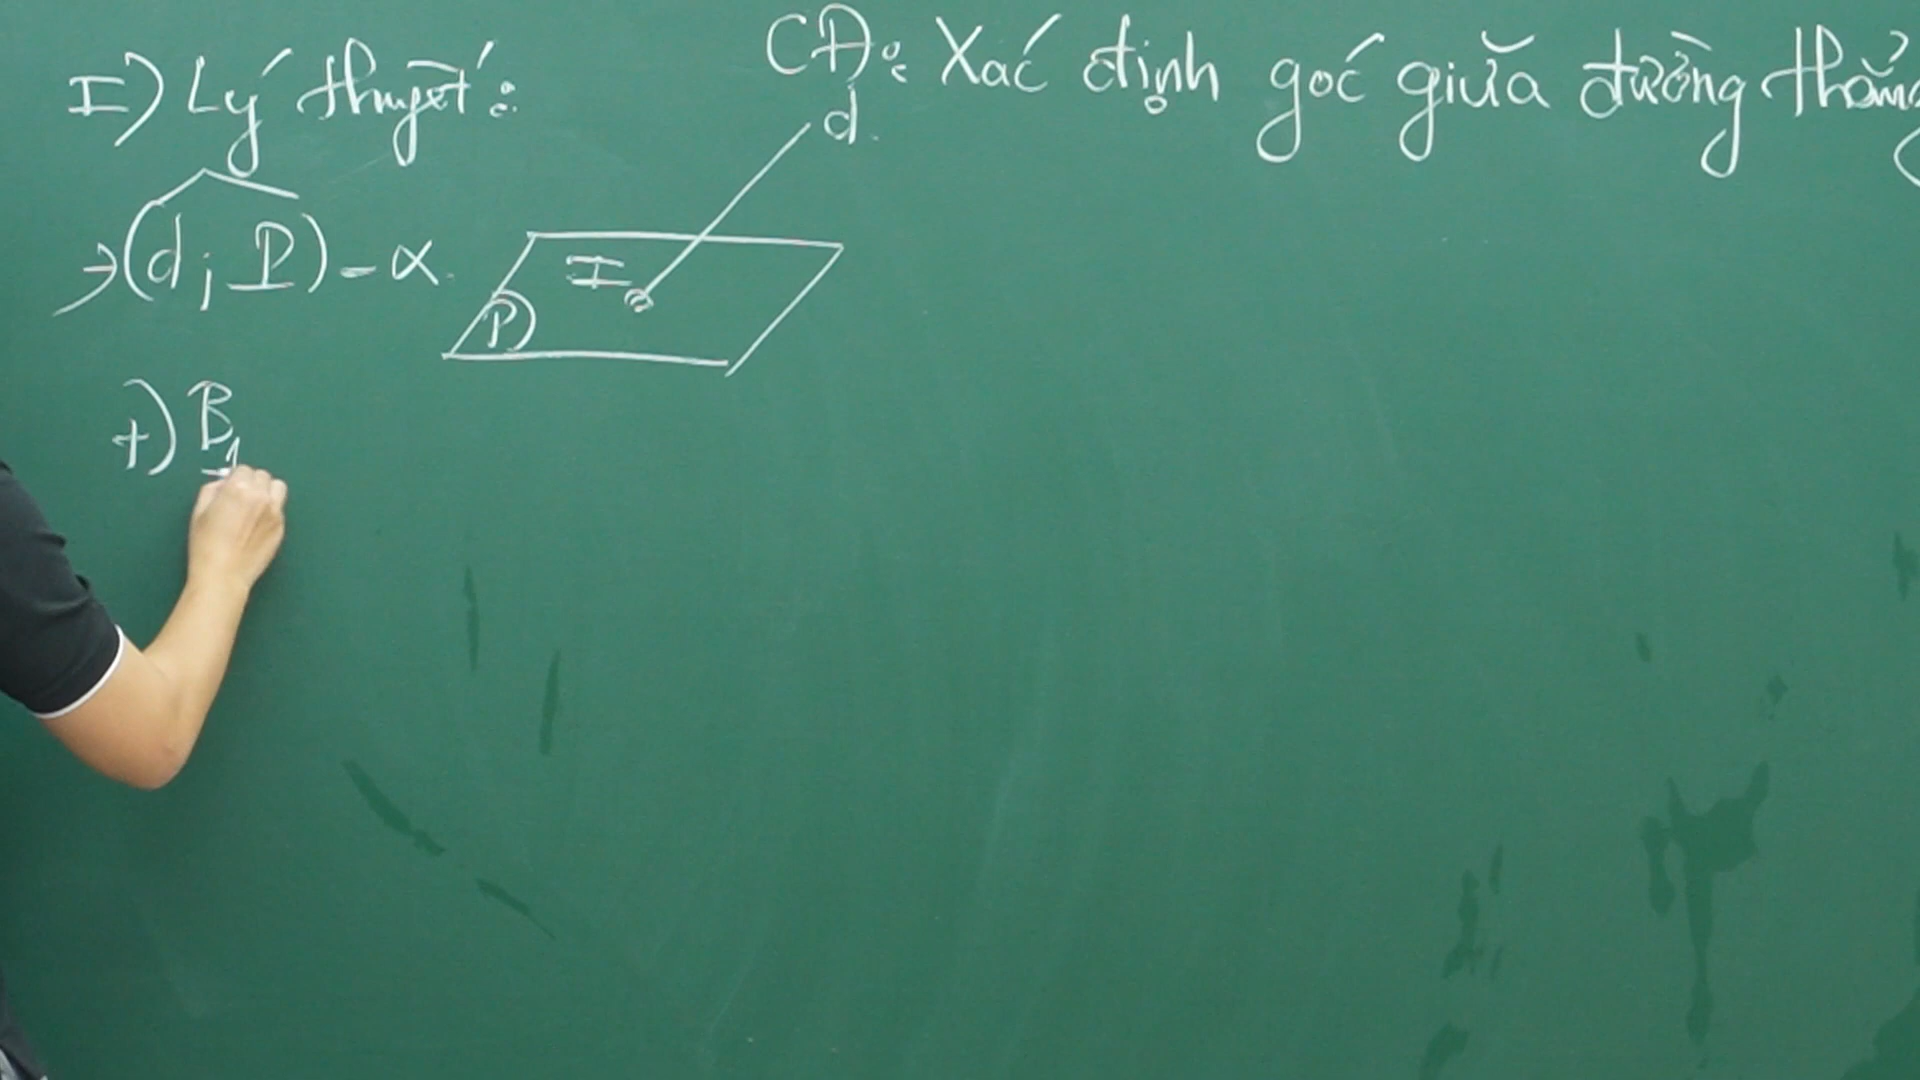 CĐ: Xác định góc giữa đường thẳng
I) Lý thuyết:
d
→(d; P) = α
I
P)
+) B1